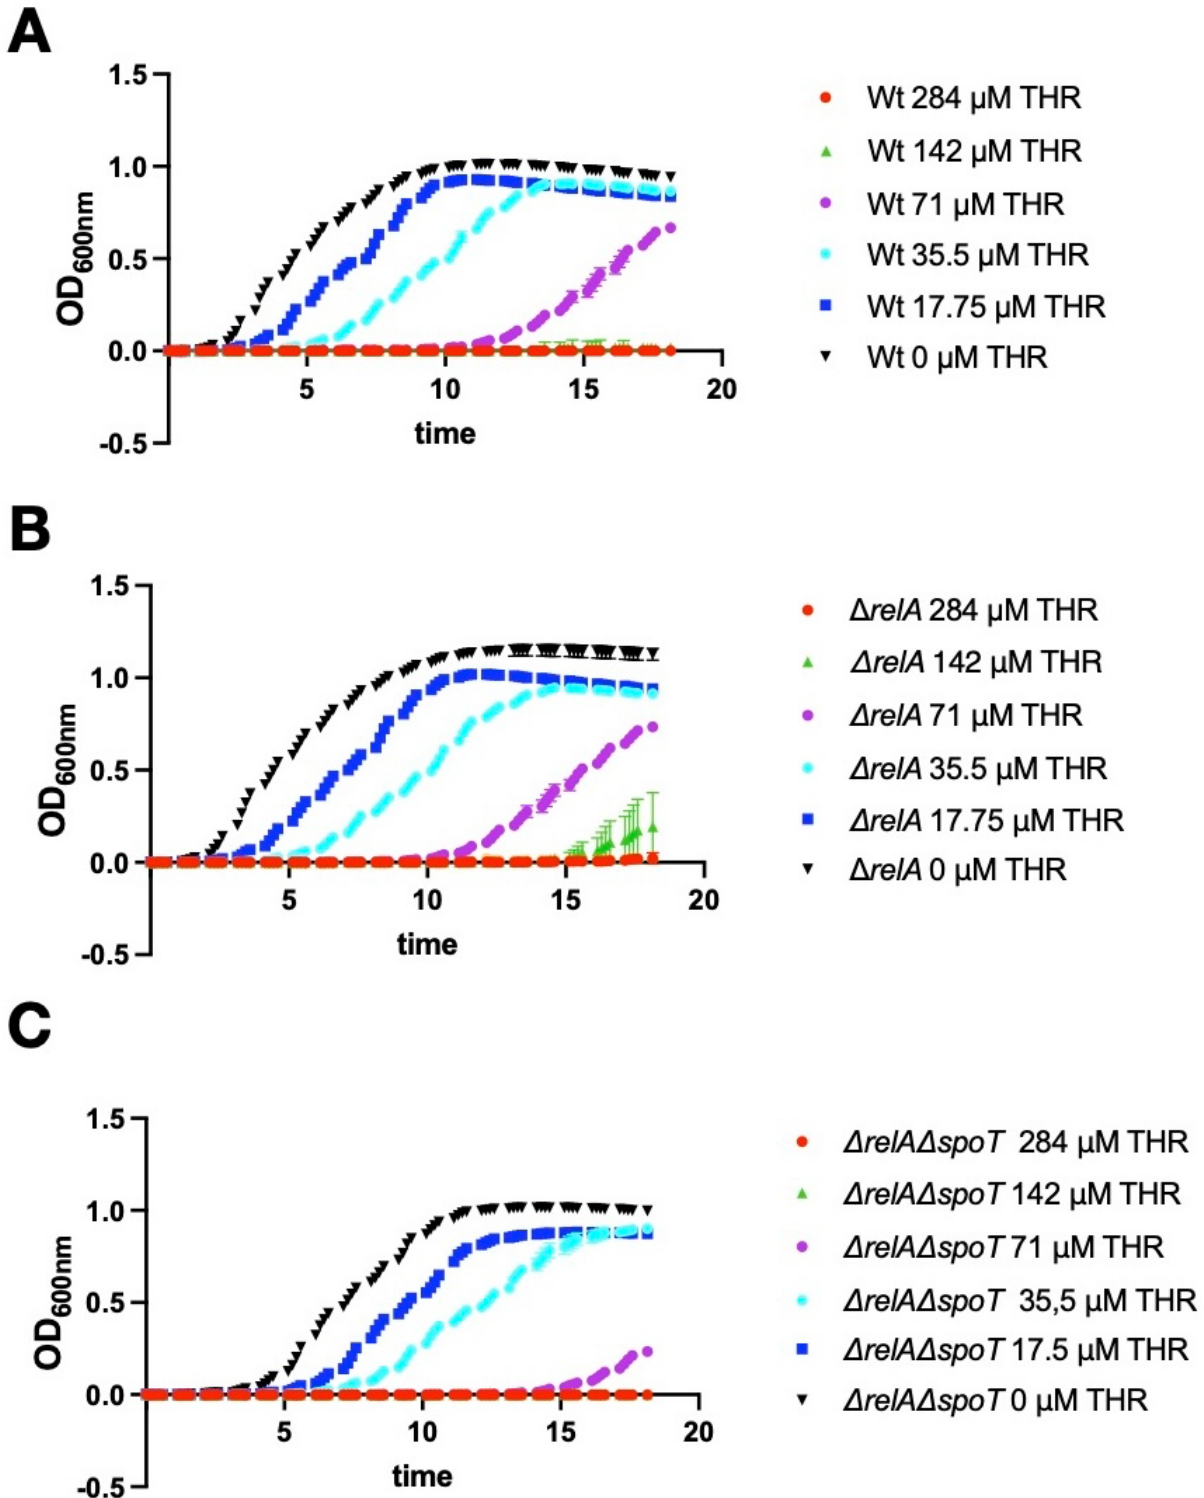 A
1.5
1.0
0.5
0.0
-0.5
OD600nm
5
10
15
20
time
Wt 284 µM THR
Wt 142 µM THR
Wt 71 µM THR
Wt 35.5 µM THR
Wt 17.75 µM THR
Wt 0 µM THR
B
1.5
1.0
0.5
0.0
-0.5
OD600nm
5
10
15
20
time
ΔrelA 284 µM THR
ΔrelA 142 µM THR
ΔrelA 71 µM THR
ΔrelA 35.5 µM THR
ΔrelA 17.75 µM THR
ΔrelA 0 µM THR
C
1.5
1.0
0.5
0.0
-0.5
OD600nm
5
10
15
20
time
ΔrelAΔspoT 284 µM THR
ΔrelAΔspoT 142 µM THR
ΔrelAΔspoT 71 µM THR
ΔrelAΔspoT 35,5 µM THR
ΔrelAΔspoT 17.5 µM THR
ΔrelAΔspoT 0 µM THR